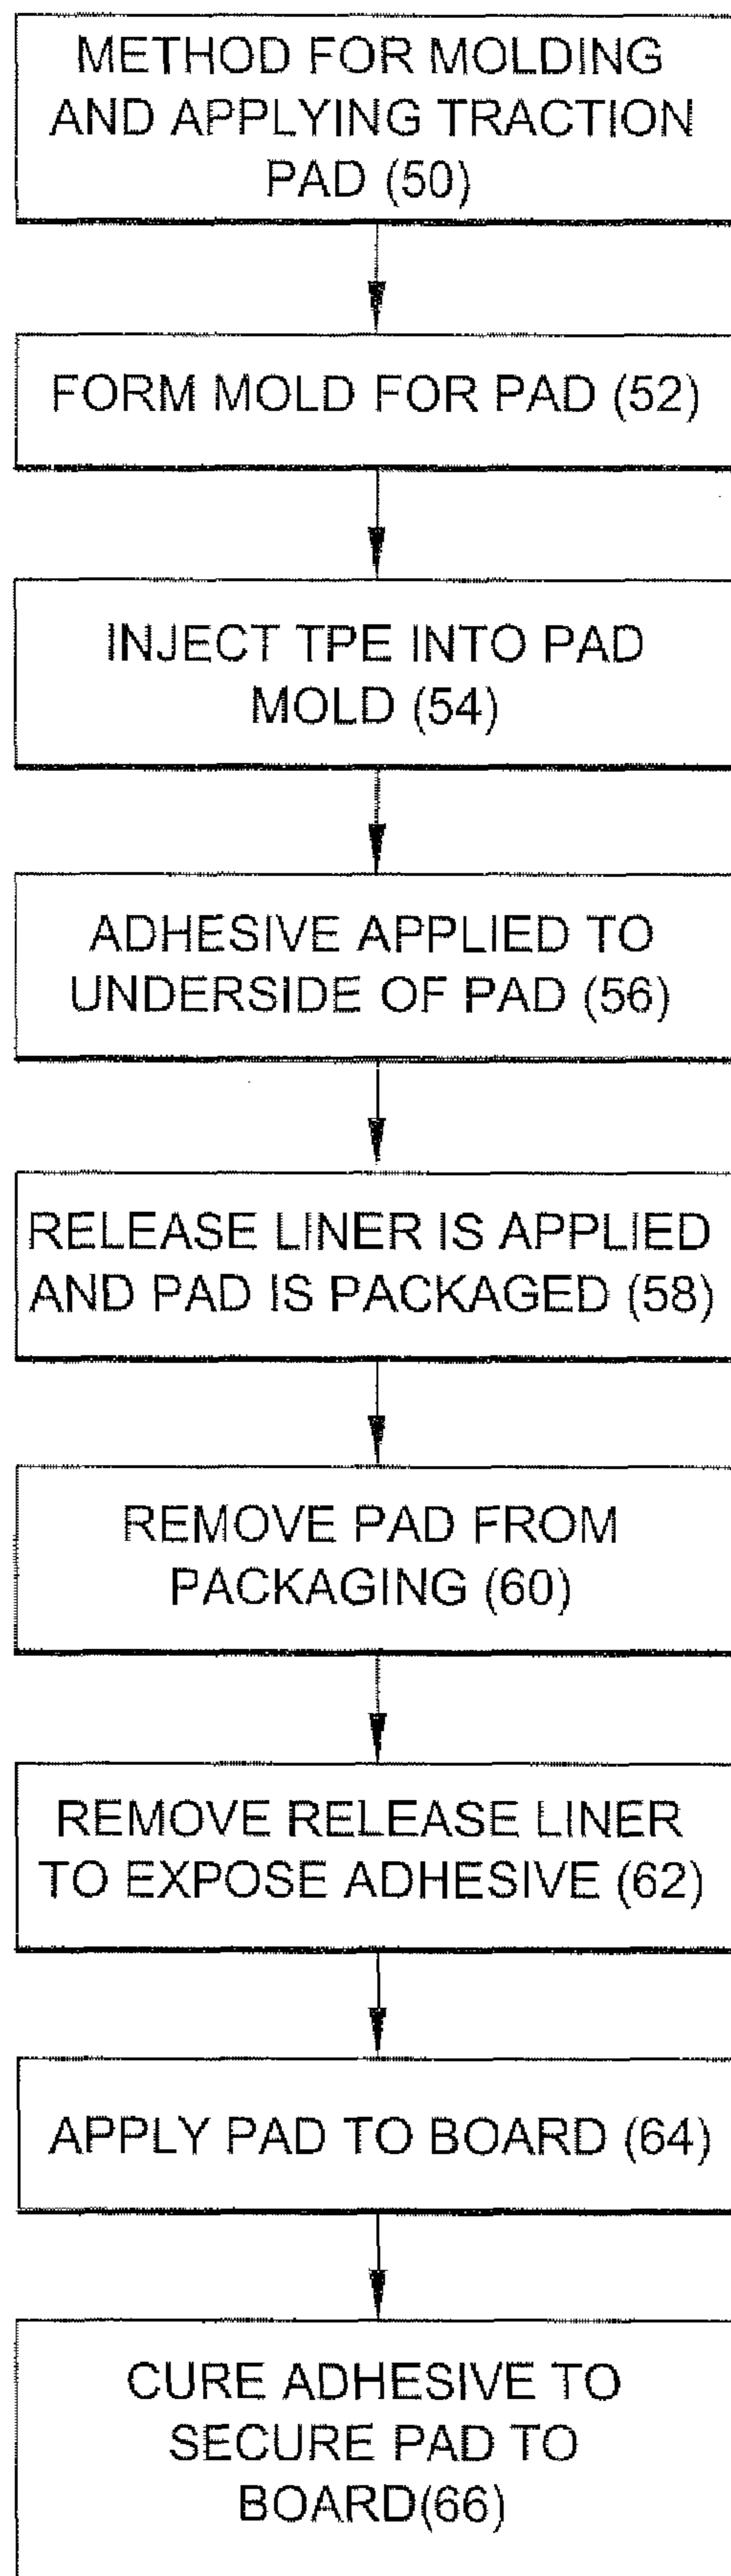 METHOD FOR MOLDING
AND APPLYING TRACTION
PAD (50)
FORM MOLD FOR PAD (52)
INJECT TPE INTO PAD
MOLD (54)
ADHESIVE APPLIED TO
UNDERSIDE OF PAD (56)
RELEASE LINER IS APPLIED
AND PAD IS PACKAGED (58)
REMOVE PAD FROM
PACKAGING (60)
REMOVE RELEASE LINER
TO EXPOSE ADHESIVE (62)
APPLY PAD TO BOARD (64)
CURE ADHESIVE TO
SECURE PAD TO
BOARD(66)